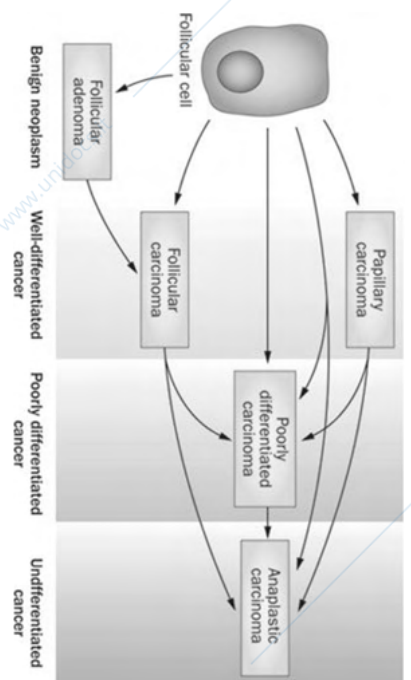 Papillary
carcinoma
Poorly
differentiated
carcinoma
Anaplastic
carcinoma
Follicular cell
Follicular
carcinoma
Follicular
adenoma
Benign neoplasm
Well-differentiated
cancer
Poorly differentiated
cancer
Undfferentiated
cancer